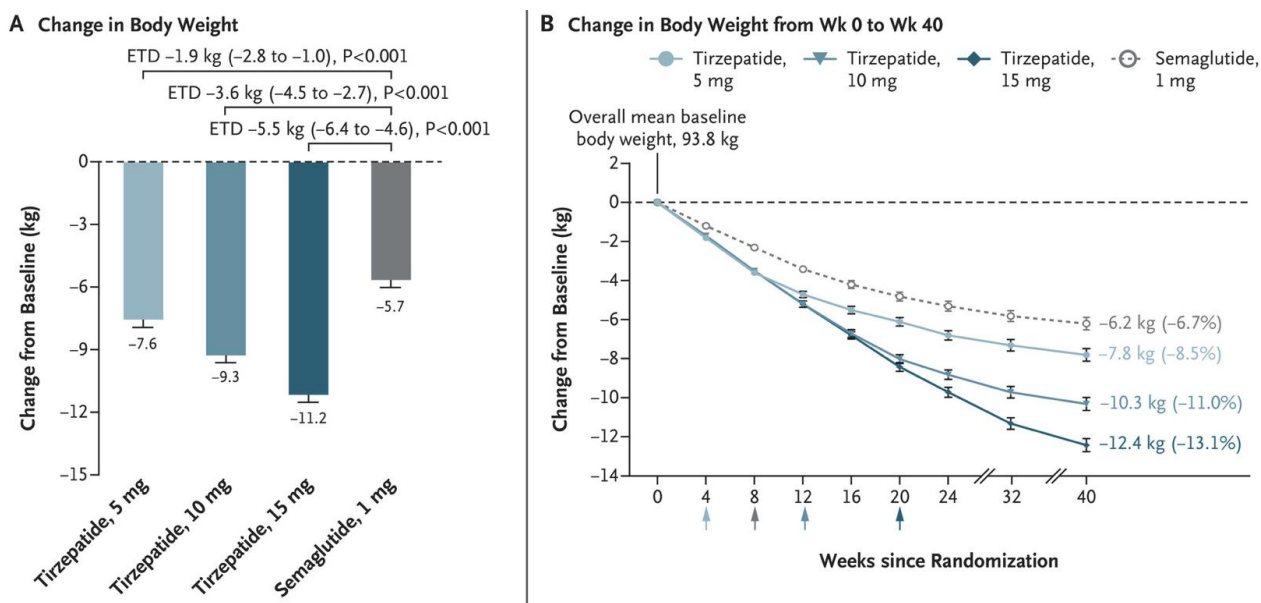 A Change in Body Weight
ETD –1.9 kg (–2.8 to –1.0), P<0.001
ETD –3.6 kg (–4.5 to –2.7), P<0.001
ETD –5.5 kg (–6.4 to –4.6), P<0.001
Change from Baseline (kg)
0
–3
–6
–9
–12
–15
–7.6
–9.3
–11.2
–5.7
Tirzepatide, 5 mg
Tirzepatide, 10 mg
Tirzepatide, 15 mg
Semaglutide, 1 mg
B Change in Body Weight from Wk 0 to Wk 40
Tirzepatide,
5 mg
Tirzepatide,
10 mg
Tirzepatide,
15 mg
Semaglutide,
1 mg
Overall mean baseline
body weight, 93.8 kg
Change from Baseline (kg)
2
0
–2
–4
–6
–8
–10
–12
–14
–6.2 kg (–6.7%)
–7.8 kg (–8.5%)
–10.3 kg (–11.0%)
–12.4 kg (–13.1%)
0 4 8 12 16 20 24 32 40
Weeks since Randomization